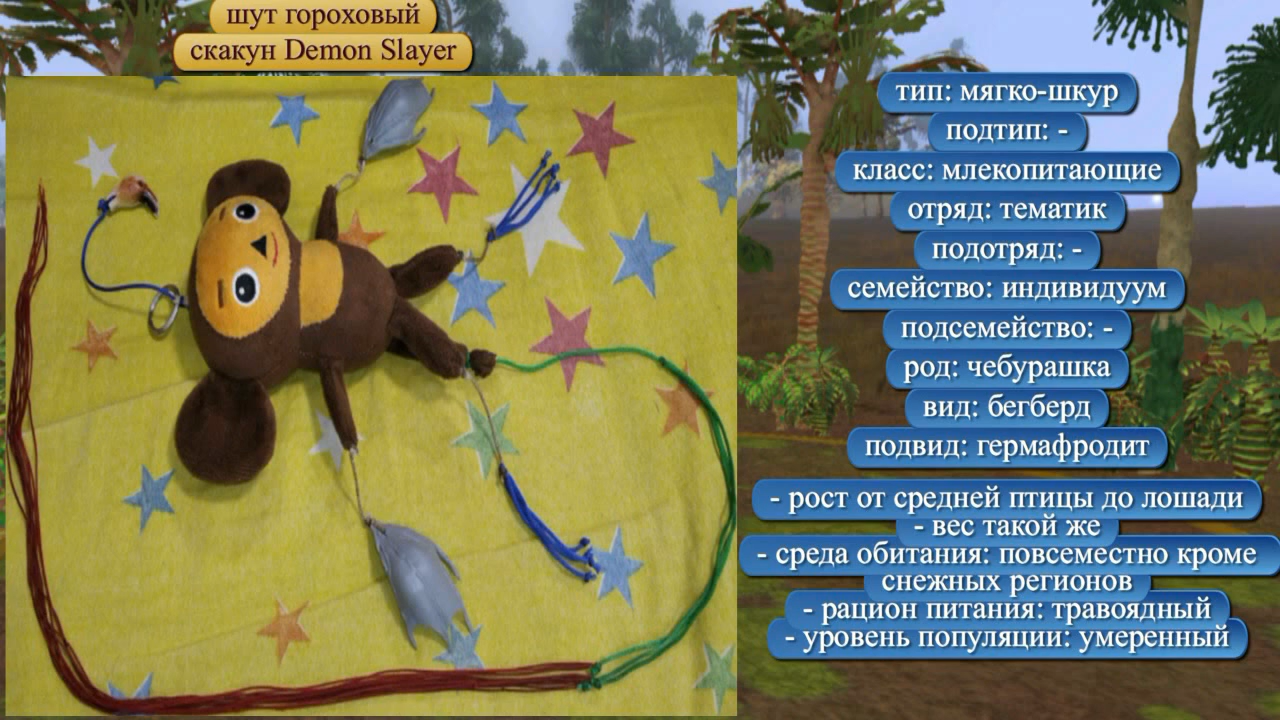 шут гороховый
скакун Demon Slayer
тип: мягко-шкур
подтип: -
класс: млекопитающие
отряд: тематик
подотряд: -
семейство: индивидуум
подсемейство: -
род: чебурашка
вид: бегберд
подвид: гермафродит
- рост от средней птицы до лошади
- вес такой же
- среда обитания: повсеместно кроме
снежных регионов
- рацион питания: травоядный
- уровень популяции: умеренный